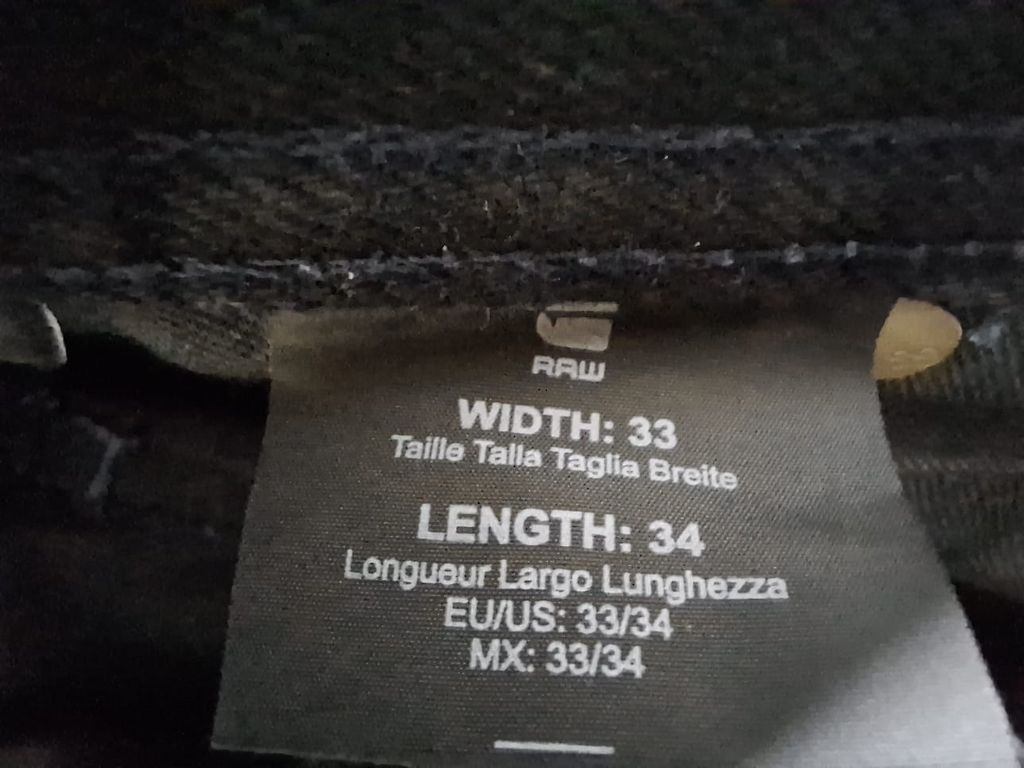 RAW
WIDTH: 33
Taille Talla Taglia Breite
LENGTH: 34
Longueur Largo Lunghezza
EU/US: 33/34
MX: 33/34